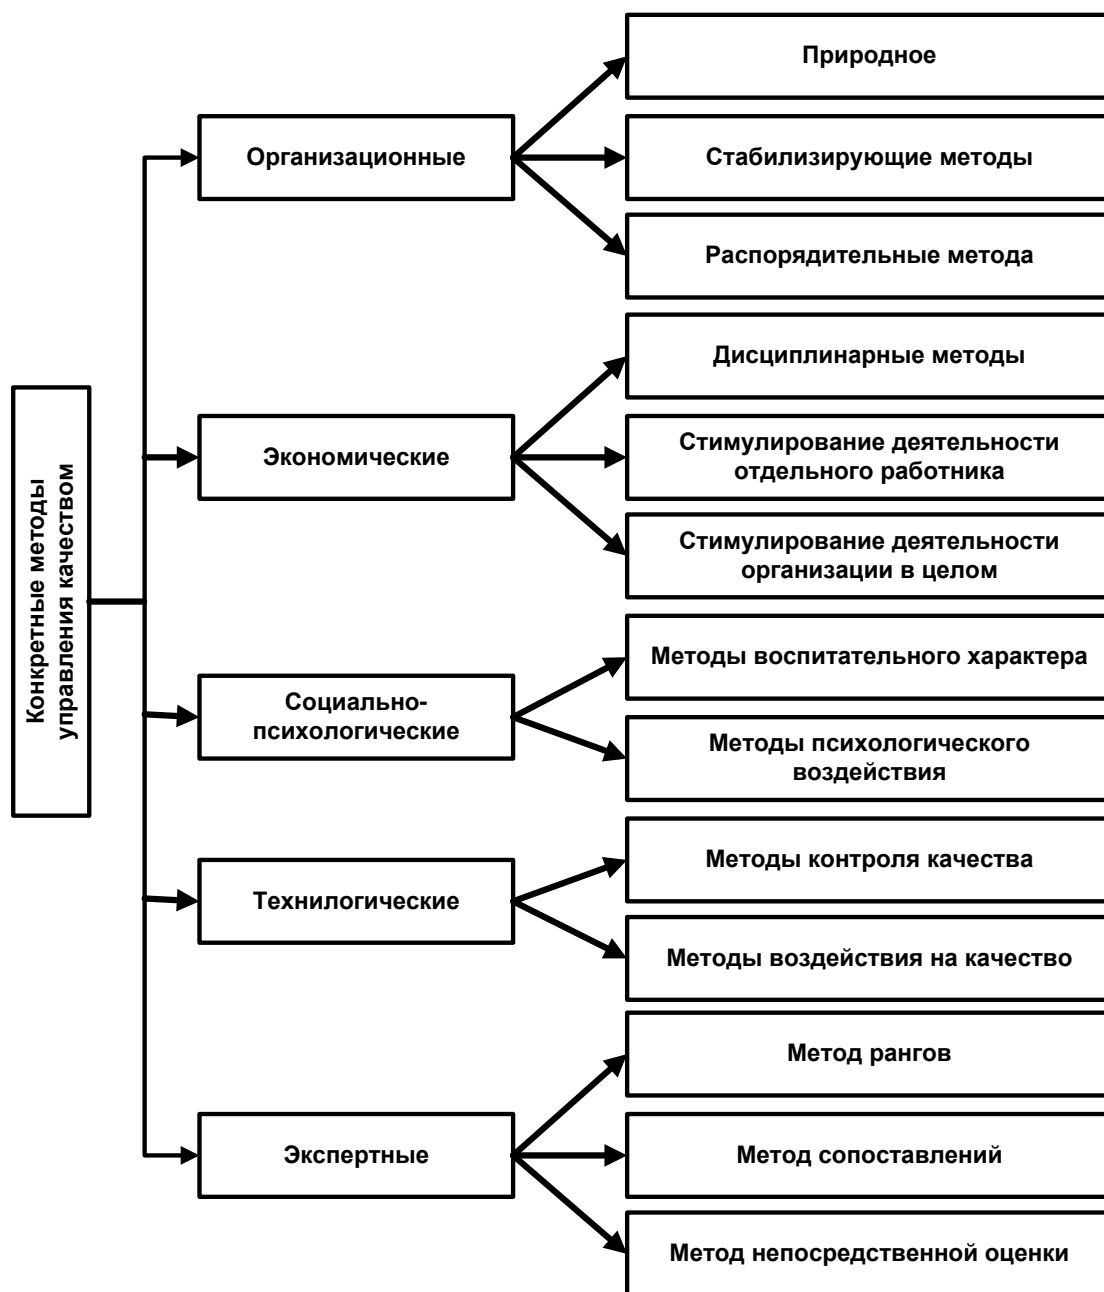 Конкретные методы
управления качеством
Организационные
Природное
Стабилизирующие методы
Распорядительные метода
Экономические
Дисциплинарные методы
Стимулирование деятельности
отдельного работника
Стимулирование деятельности
организации в целом
Социально-
психологические
Методы воспитательного характера
Методы психологического
воздействия
Технилогические
Методы контроля качества
Методы воздействия на качество
Экспертные
Метод рангов
Метод сопоставлений
Метод непосредственной оценки